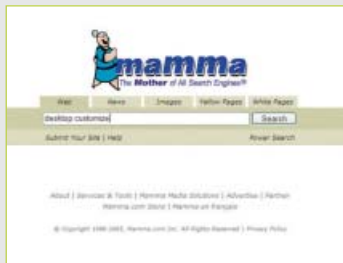 mamma
The Mother of All Search Engines®
Web News Images Yellow Pages White Pages
desktop customize Search
Submit Your Site | Help Power Search
About | Services & Tools | Mamma Media Solutions | Advertise | Partner
Mamma.com Store | Mamma en français
© Copyright 1996-2005, Mamma.com Inc. All Rights Reserved | Privacy Policy